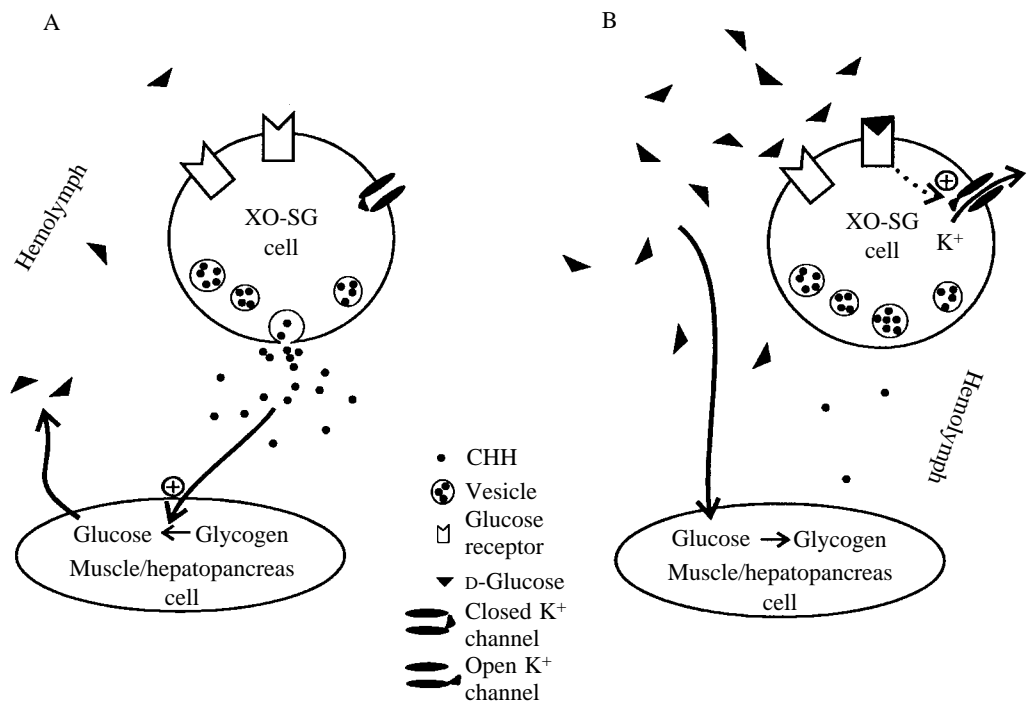 A
Hemolymph
XO-SG
cell
Glucose
Glycogen
Muscle/hepatopancreas
cell
B
XO-SG
cell
K+
Hemolymph
Glucose
Glycogen
Muscle/hepatopancreas
cell
CHH
Vesicle
Glucose
receptor
D-Glucose
Closed K+
channel
Open K+
channel